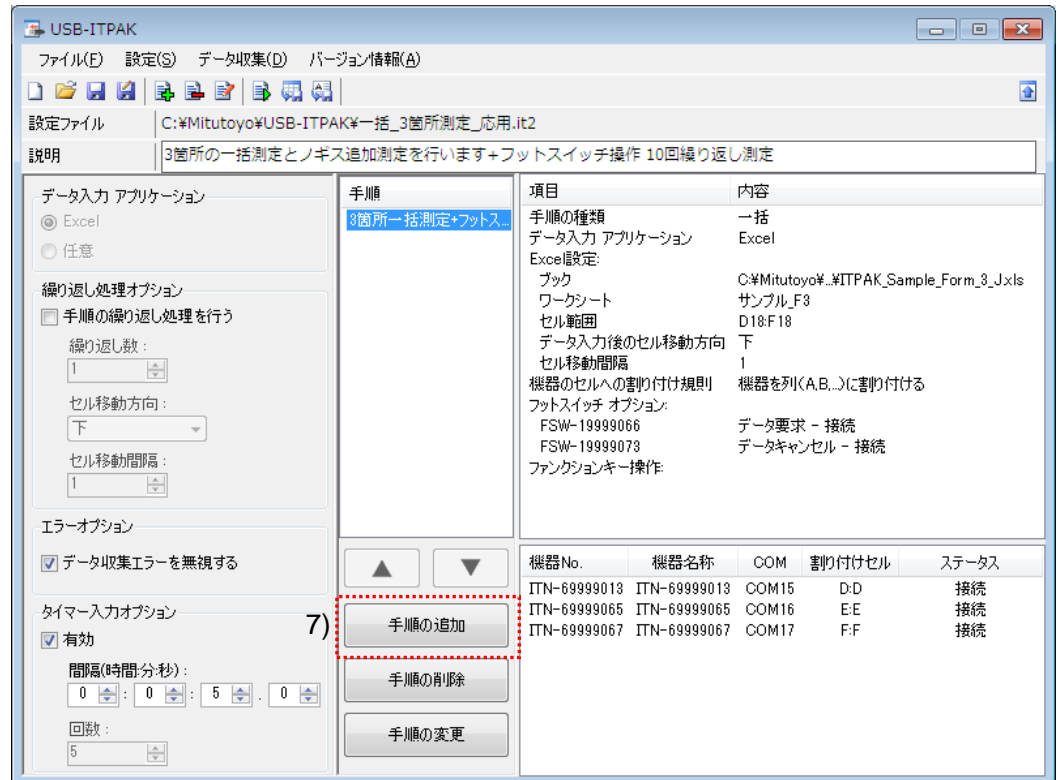 USB-ITPAK
ファイル(F) 設定(S) データ収集(D) バージョン情報(A)
設定ファイル C:¥Mitutoyo¥USB-ITPAK¥一括_3箇所測定_応用.it2
説明 3箇所の一括測定とノギス追加測定を行います+フットスイッチ操作 10回繰り返し測定
データ入力 アプリケーション
Excel
任意
繰り返し処理オプション
手順の繰り返し処理を行う
繰り返し数 :
1
セル移動方向 :
下
セル移動間隔 :
1
エラーオプション
データ収集エラーを無視する
タイマー入力オプション
有効
間隔(時間:分:秒) :
0 : 0 : 5 . 0
回数 :
5
手順
3箇所一括測定+フットス...
7)
手順の追加
手順の削除
手順の変更
項目 内容
手順の種類 一括
データ入力 アプリケーション Excel
Excel設定:
ブック C:¥Mitutoyo¥...¥ITPAK_Sample_Form_3_J.xls
ワークシート サンプル_F3
セル範囲 D18:F18
データ入力後のセル移動方向 下
セル移動間隔 1
機器のセルへの割り付け規則 機器を列(A,B,...)に割り付ける
フットスイッチ オプション:
FSW-19999066 データ要求 - 接続
FSW-19999073 データキャンセル - 接続
ファンクションキー操作:
機器No. 機器名称 COM 割り付けセル ステータス
ITN-69999013 ITN-69999013 COM15 D:D 接続
ITN-69999065 ITN-69999065 COM16 E:E 接続
ITN-69999067 ITN-69999067 COM17 F:F 接続